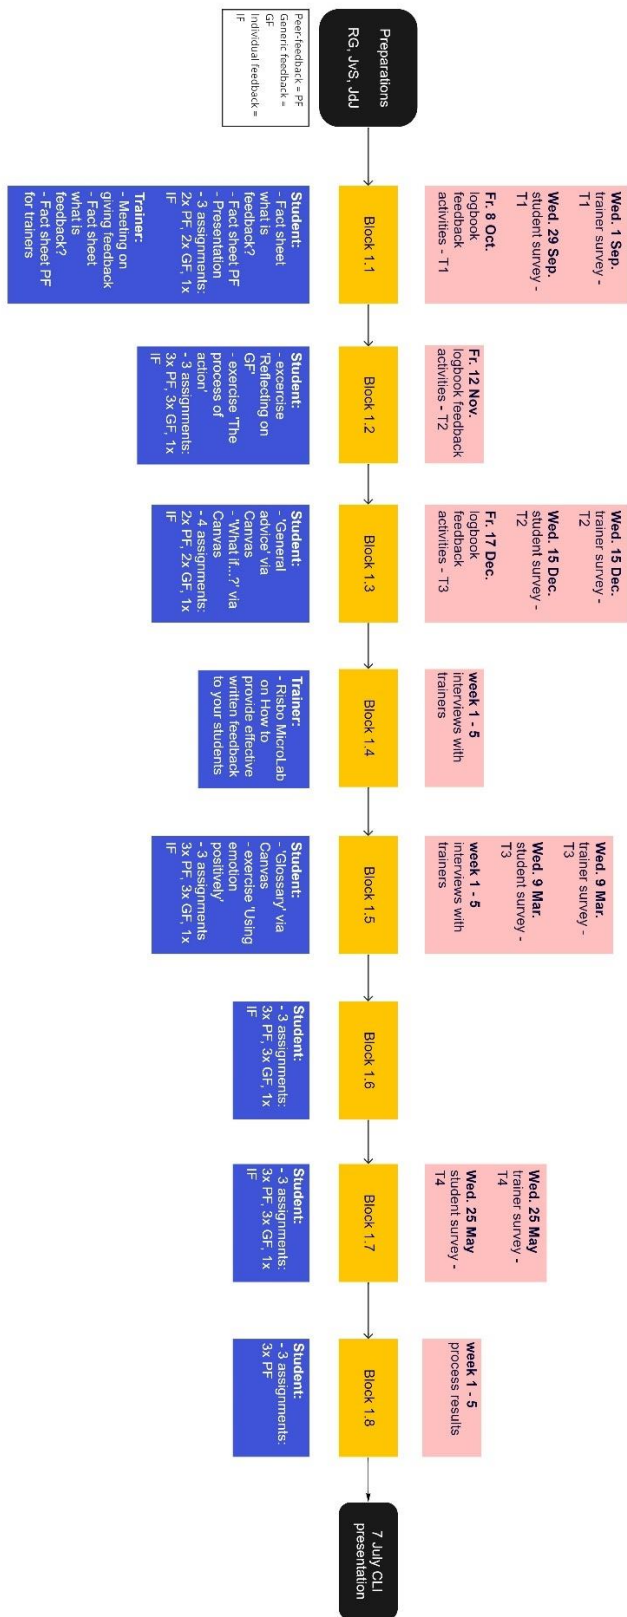 Preparations
RG, JvS, JdJ
Peer-feedback = PF
Generic feedback =
GF
Individual feedback =
IF
Wed. 1 Sep.
trainer survey -
T1
Wed. 29 Sep.
student survey -
T1
Fr. 8 Oct.
logbook
feedback
activities - T1
Block 1.1
Student:
- Fact sheet
what is
feedback?
- Fact sheet PF
- Presentation
- 3 assignments:
2x PF, 2x GF, 1x
IF
Trainer:
- Meeting on
giving feedback
- Fact sheet
what is
feedback?
- Fact sheet PF
for trainers
Fr. 12 Nov.
logbook feedback
activities - T2
Block 1.2
Student:
- excercise
'Reflecting on
GF'
- exercise 'The
process of
action'
- 3 assignments:
3x PF, 3x GF, 1x
IF
Wed. 15 Dec.
trainer survey -
T2
Wed. 15 Dec.
student survey -
T2
Fr. 17 Dec.
logbook
feedback
activities - T3
Block 1.3
Student:
- 'General
advice' via
Canvas
- 'What if...?' via
Canvas
- 4 assignments:
2x PF, 2x GF, 1x
IF
week 1 - 5
interviews with
trainers
Block 1.4
Trainer:
- Risbo MicroLab
on How to
provide effective
written feedback
to your students
Wed. 9 Mar.
trainer survey -
T3
Wed. 9 Mar.
student survey -
T3
week 1 - 5
interviews with
trainers
Block 1.5
Student:
- 'Glossary' via
Canvas
- exercise 'Using
emotion
positively'
- 3 assignments
3x PF, 3x GF, 1x
IF
Block 1.6
Student:
- 3 assignments:
3x PF, 3x GF, 1x
IF
Wed. 25 May
trainer survey -
T4
Wed. 25 May
student survey -
T4
Block 1.7
Student:
- 3 assignments:
3x PF, 3x GF, 1x
IF
week 1 - 5
process results
Block 1.8
Student:
- 3 assignments:
3x PF
7 July CLI
presentation